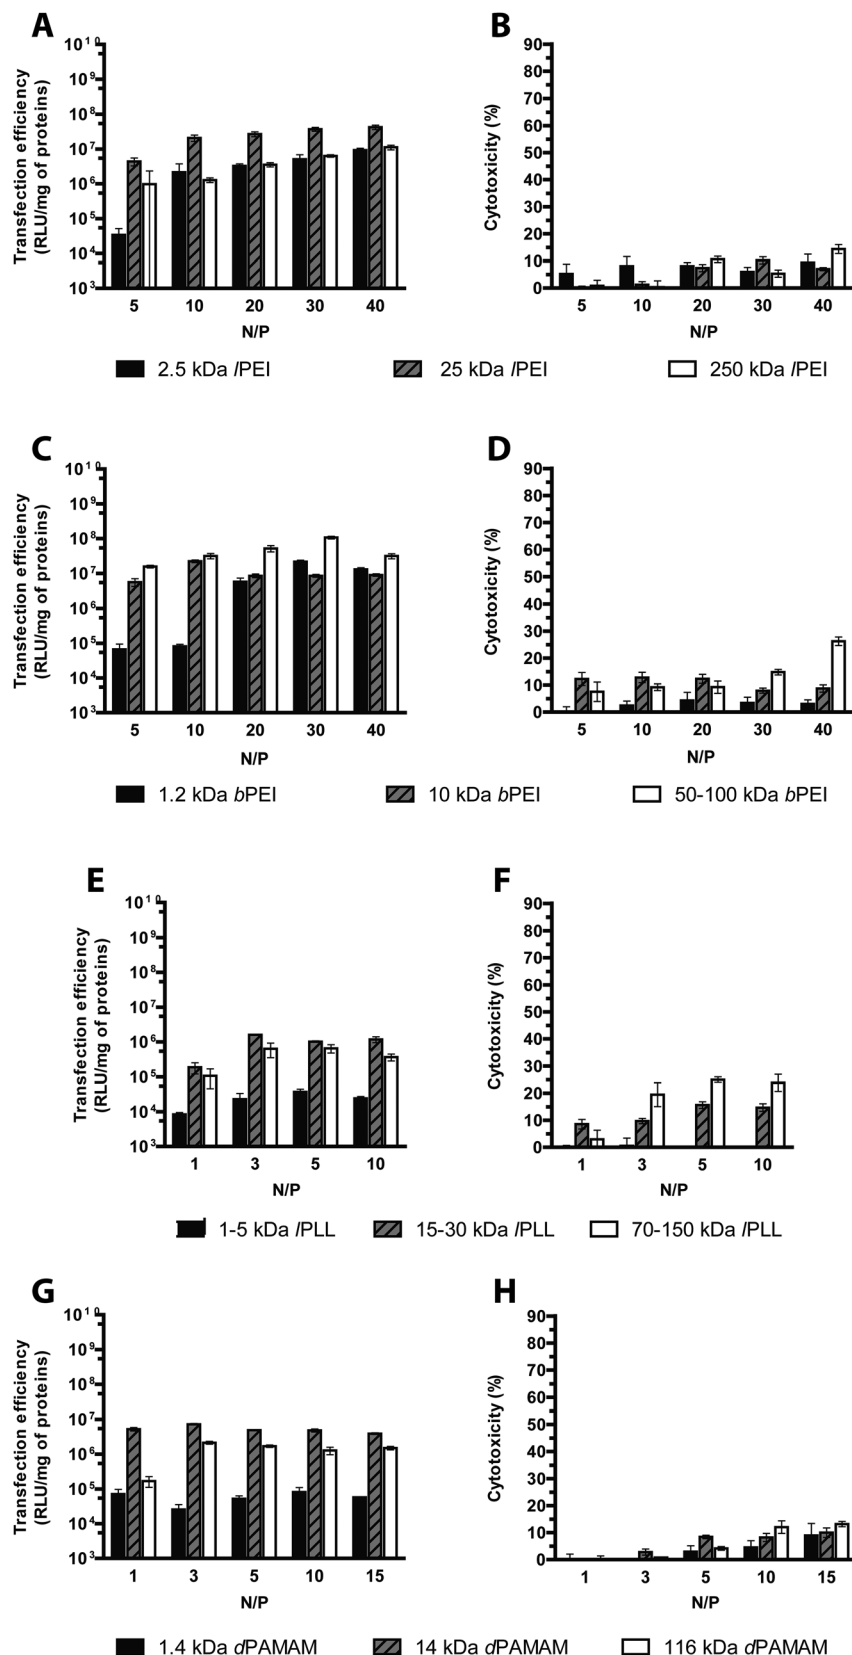 A
Transfection efficiency
(RLU/mg of proteins)
10¹⁰
10⁹
10⁸
10⁷
10⁶
10⁵
10⁴
10³
5 10 20 30 40
N/P
B
Cytotoxicity (%)
90
80
70
60
50
40
30
20
10
0
5 10 20 30 40
N/P
2.5 kDa lPEI 25 kDa lPEI 250 kDa lPEI
C
Transfection efficiency
(RLU/mg of proteins)
10¹⁰
10⁹
10⁸
10⁷
10⁶
10⁵
10⁴
10³
5 10 20 30 40
N/P
D
Cytotoxicity (%)
90
80
70
60
50
40
30
20
10
0
5 10 20 30 40
N/P
1.2 kDa bPEI 10 kDa bPEI 50-100 kDa bPEI
E
Transfection efficiency
(RLU/mg of proteins)
10¹⁰
10⁹
10⁸
10⁷
10⁶
10⁵
10⁴
10³
1 3 5 10
N/P
F
Cytotoxicity (%)
90
80
70
60
50
40
30
20
10
0
1 3 5 10
N/P
1-5 kDa lPLL 15-30 kDa lPLL 70-150 kDa lPLL
G
Transfection efficiency
(RLU/mg of proteins)
10¹⁰
10⁹
10⁸
10⁷
10⁶
10⁵
10⁴
10³
1 3 5 10 15
N/P
H
Cytotoxicity (%)
90
80
70
60
50
40
30
20
10
0
1 3 5 10 15
N/P
1.4 kDa dPAMAM 14 kDa dPAMAM 116 kDa dPAMAM